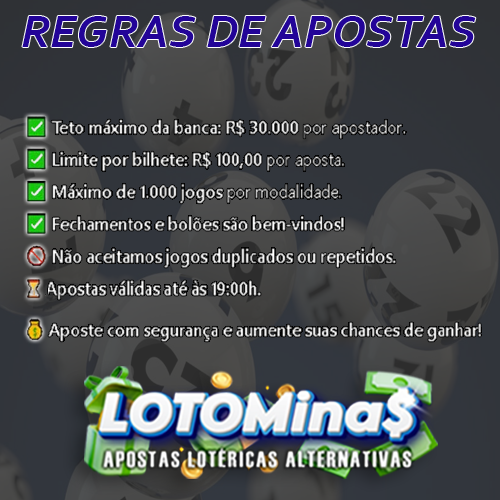 REGRAS DE APOSTAS
✅ Teto máximo da banca: R$ 30.000 por apostador.
✅ Limite por bilhete: R$ 100,00 por aposta.
✅ Máximo de 1.000 jogos por modalidade.
✅ Fechamentos e bolões são bem-vindos!
🚫 Não aceitamos jogos duplicados ou repetidos.
⏳ Apostas válidas até às 19:00h.
💰 Aposte com segurança e aumente suas chances de ganhar!
LOTOMina$
APOSTAS LOTÉRICAS ALTERNATIVAS
22